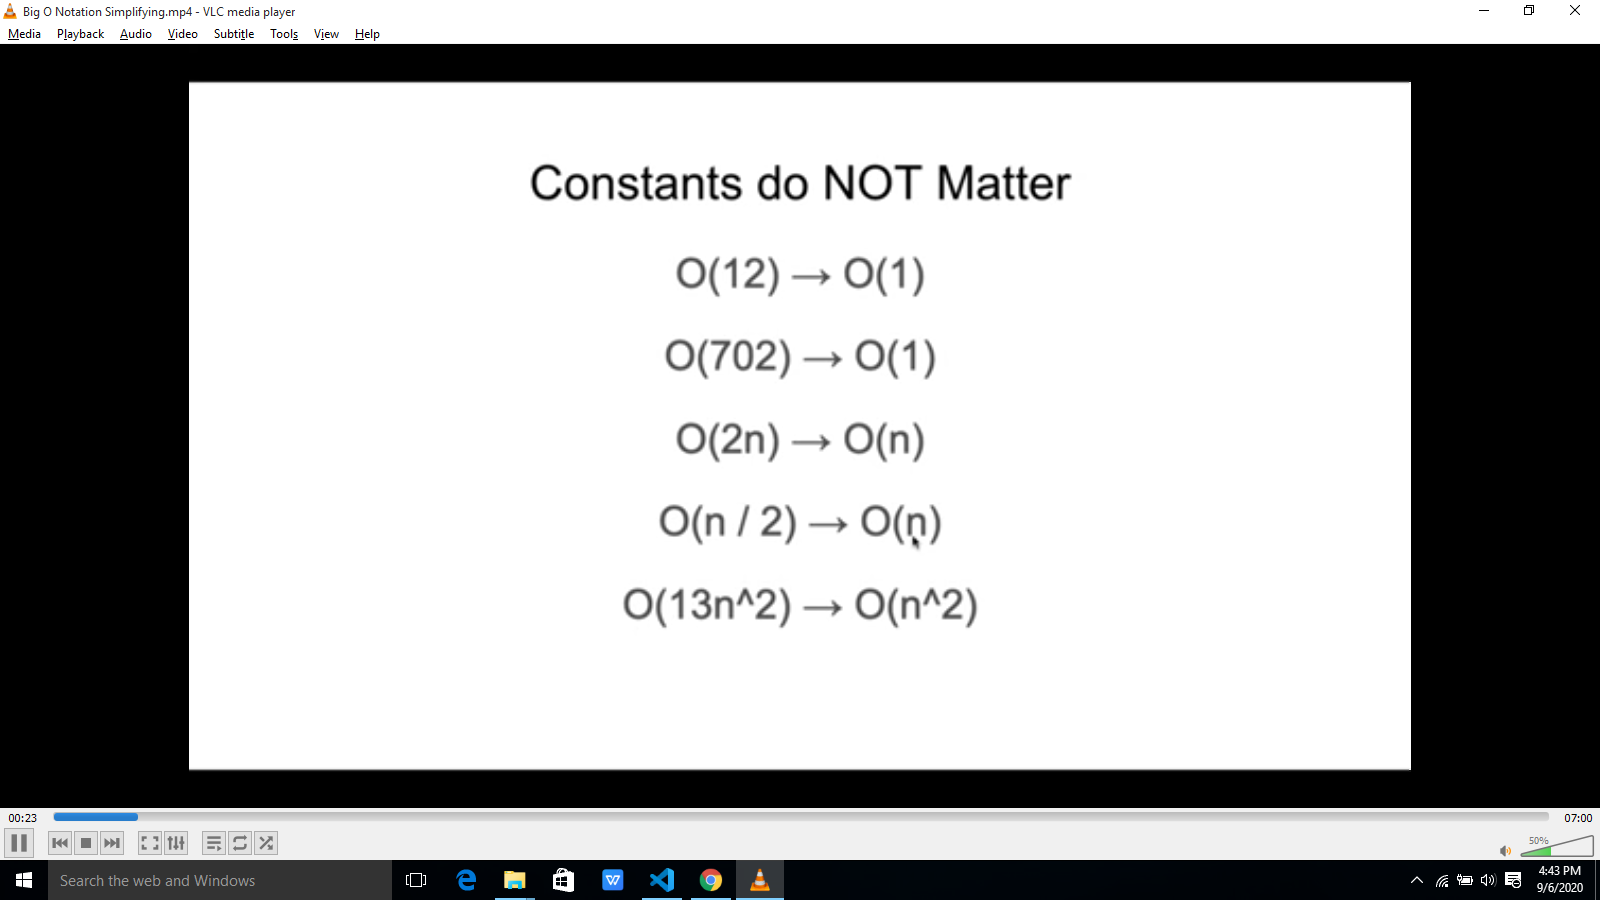 Big O Notation Simplifying.mp4 - VLC media player
Media Playback Audio Video Subtitle Tools View Help
Constants do NOT Matter
O(12) → O(1)
O(702) → O(1)
O(2n) → O(n)
O(n / 2) → O(n)
O(13n^2) → O(n^2)
00:23 07:00
50%
Search the web and Windows
4:43 PM
9/6/2020